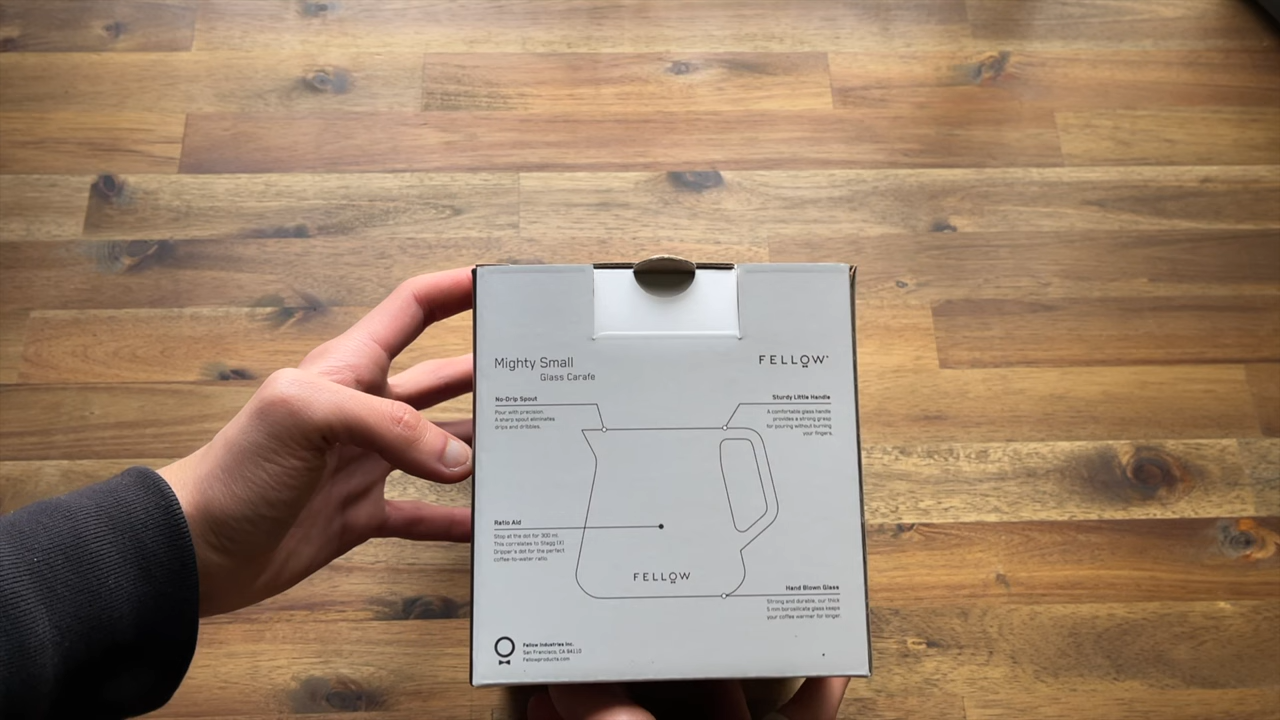 Mighty Small
Glass Carafe
FELLOW
No-Drip Spout
Pour with precision.
A sharp spout eliminates
drips and dribbles.
Sturdy Little Handle
A comfortable glass handle
provides a strong grasp
for pouring without burning
your fingers.
Ratio Aid
Stop at the dot for 300 ml.
This correlates to Stagg [X]
Dripper's dot for the perfect
coffee-to-water ratio.
FELLOW
Hand Blown Glass
Strong and durable, our thick
5 mm borosilicate glass keeps
your coffee warmer for longer.
Fellow Industries Inc.
San Francisco, CA 94110
Fellowproducts.com